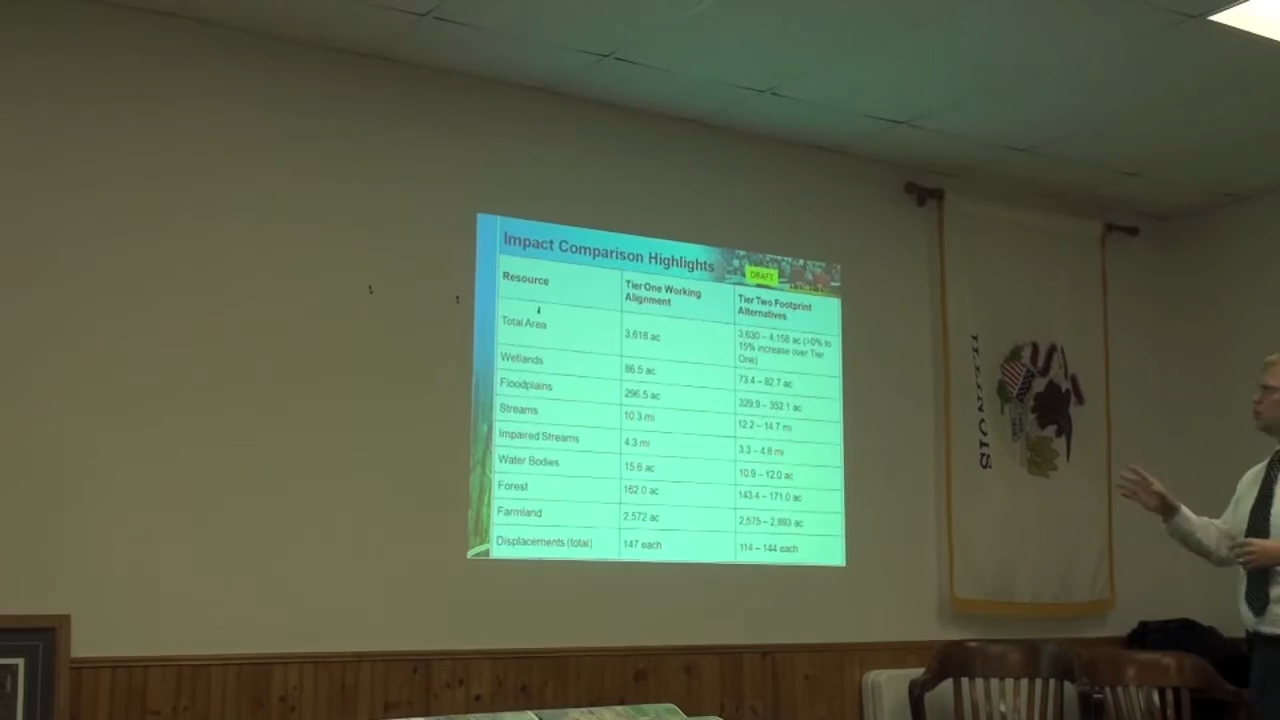 Impact Comparison Highlights
DRAFT
Resource
Tier One Working
Alignment
Tier Two Footprint
Alternatives
Total Area
3,618 ac
3,630 – 4,158 ac (>0% to
15% increase over Tier
One)
Wetlands
86.5 ac
73.4 – 82.7 ac
Floodplains
296.5 ac
329.9 – 352.1 ac
Streams
10.3 mi
12.2 – 14.7 mi
Impaired Streams
4.3 mi
3.3 – 4.8 mi
Water Bodies
15.6 ac
10.9 – 12.0 ac
Forest
162.0 ac
143.4 – 171.0 ac
Farmland
2,572 ac
2,575 – 2,893 ac
Displacements (total)
147 each
114 – 144 each
ILLINOIS